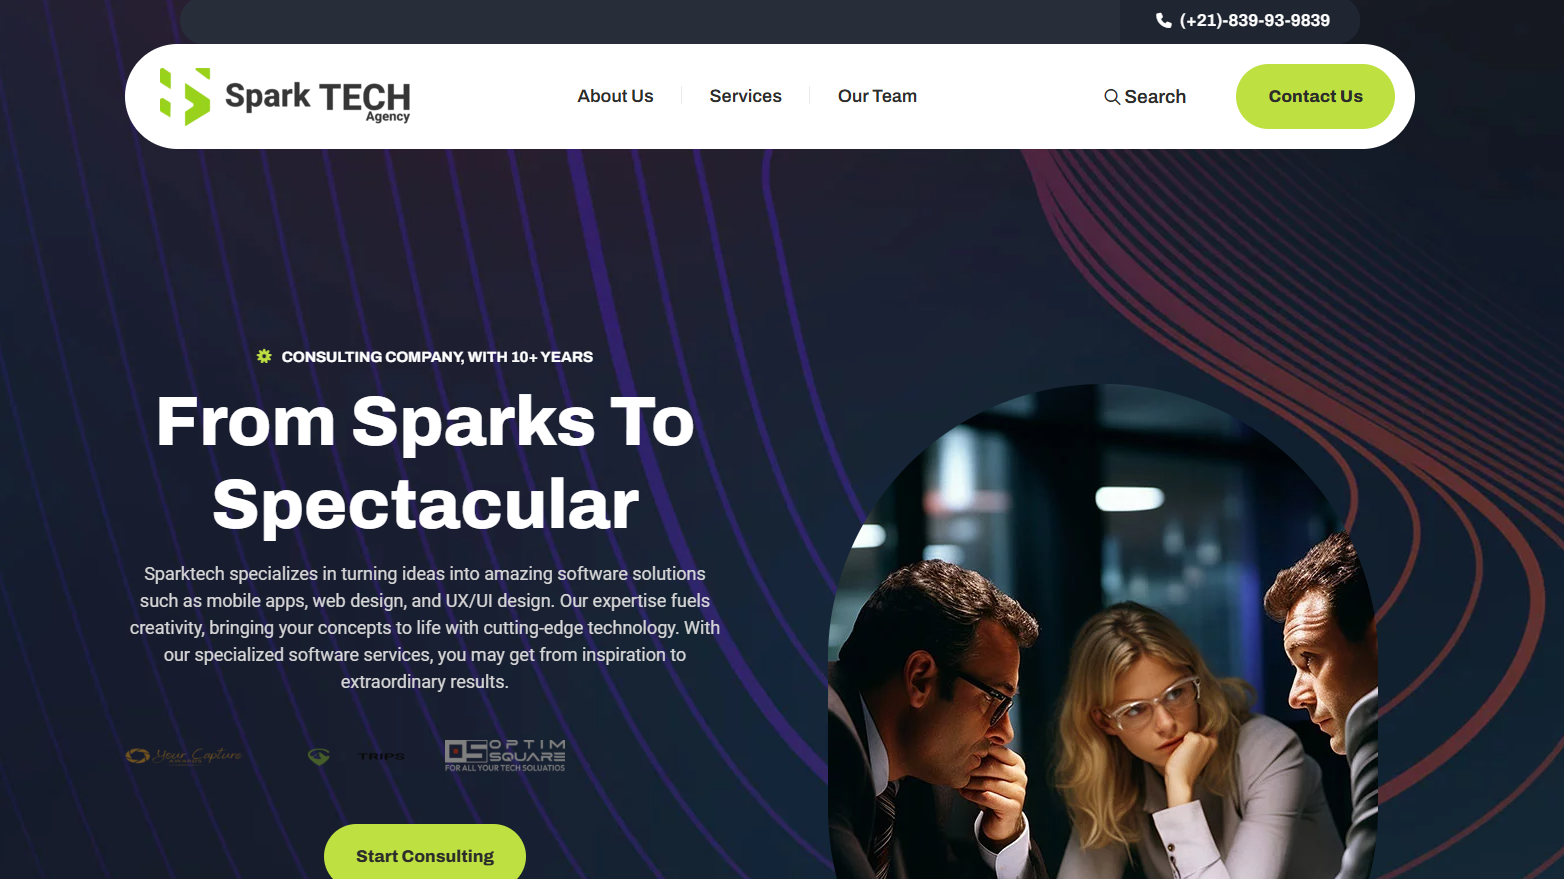 (+21)-839-93-9839
Spark TECH
Agency
About Us
Services
Our Team
Search
Contact Us
CONSULTING COMPANY, WITH 10+ YEARS
From Sparks To
Spectacular
Sparktech specializes in turning ideas into amazing software solutions
such as mobile apps, web design, and UX/UI design. Our expertise fuels
creativity, bringing your concepts to life with cutting-edge technology. With
our specialized software services, you may get from inspiration to
extraordinary results.
Your Capture
AWARDS
TRIPS
OPTIM
SQUARE
FOR ALL YOUR TECH SOLUATIOS
Start Consulting